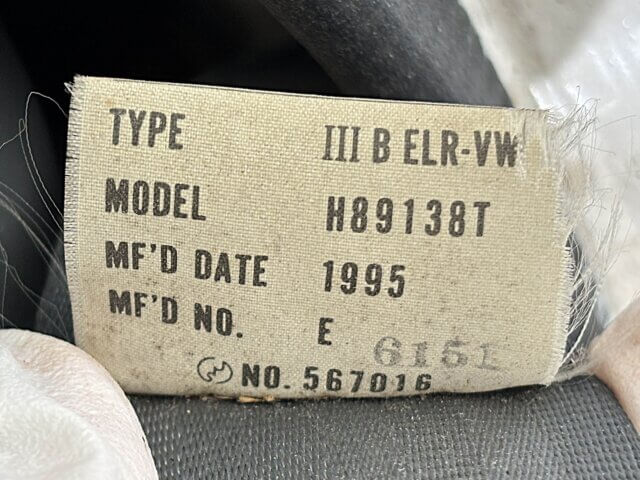 TYPE III B ELR-VW
MODEL H89138T
MF'D DATE 1995
MF'D NO. E 6151
NO. 567016